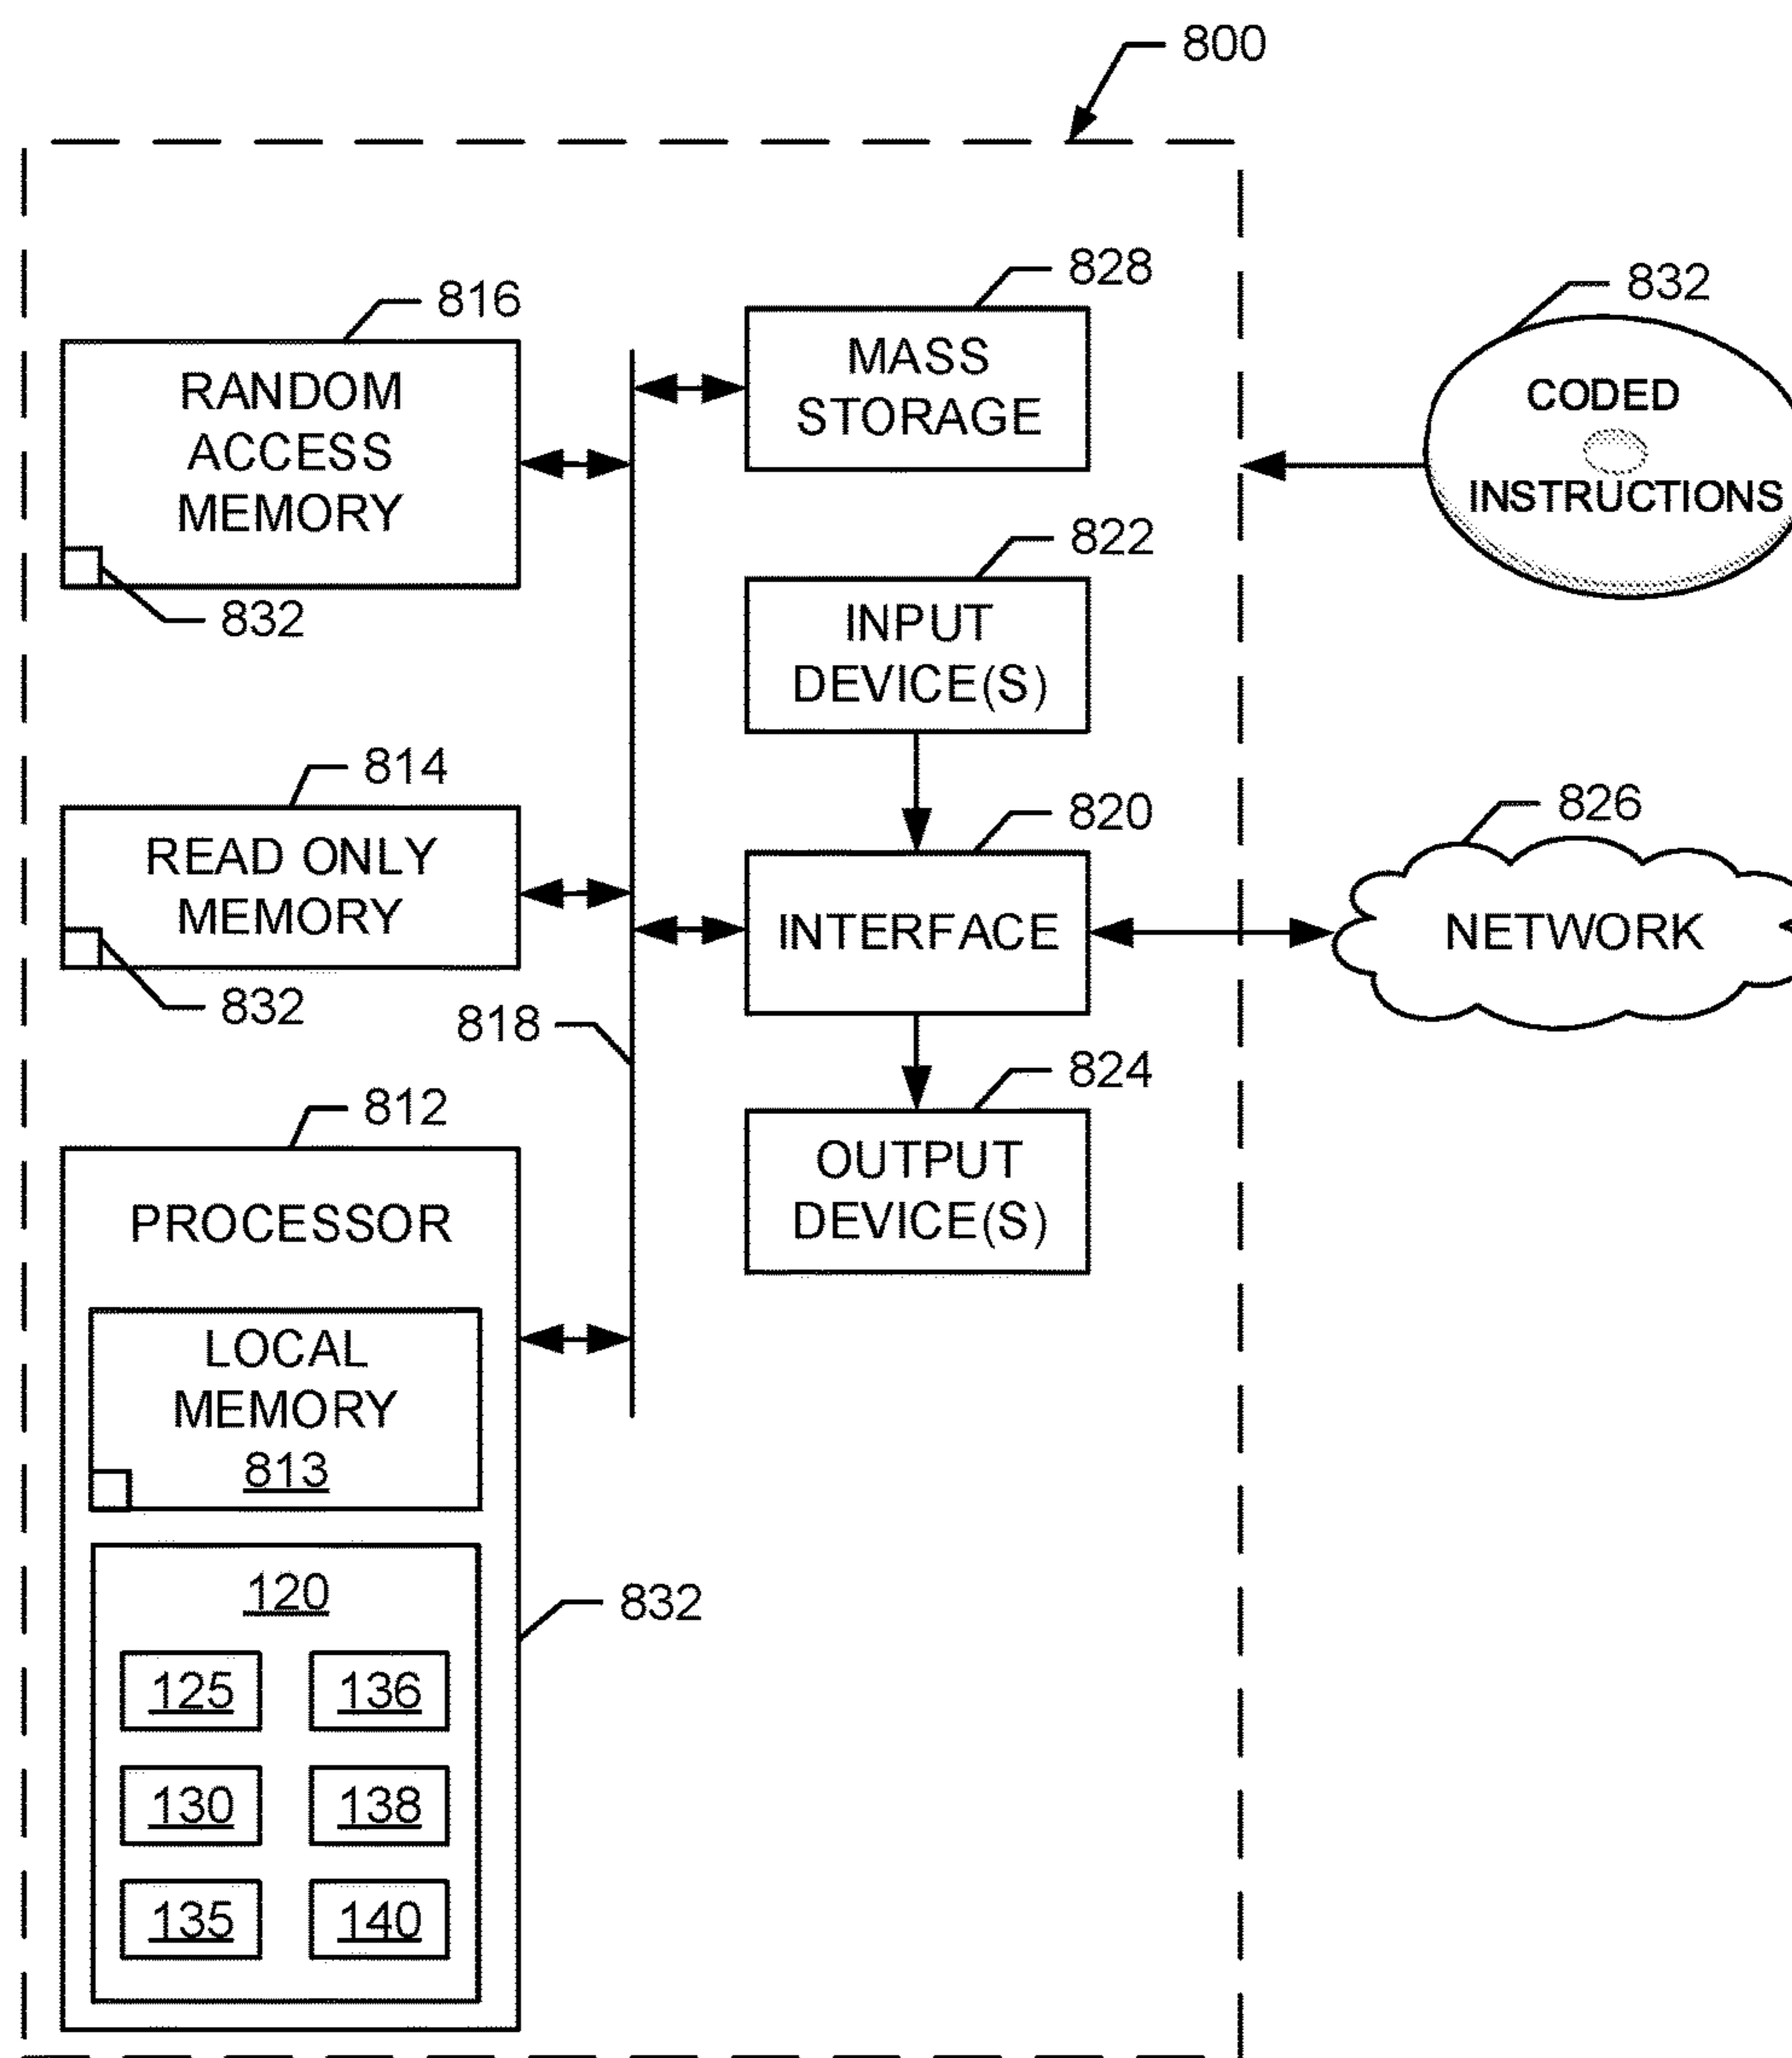 800
828
816
832
MASS
STORAGE
RANDOM
ACCESS
MEMORY
CODED
INSTRUCTIONS
822
832
INPUT
DEVICE(S)
814
820
826
READ ONLY
MEMORY
INTERFACE
NETWORK
832
818
824
812
OUTPUT
DEVICE(S)
PROCESSOR
LOCAL
MEMORY
813
120
832
125
136
130
138
135
140